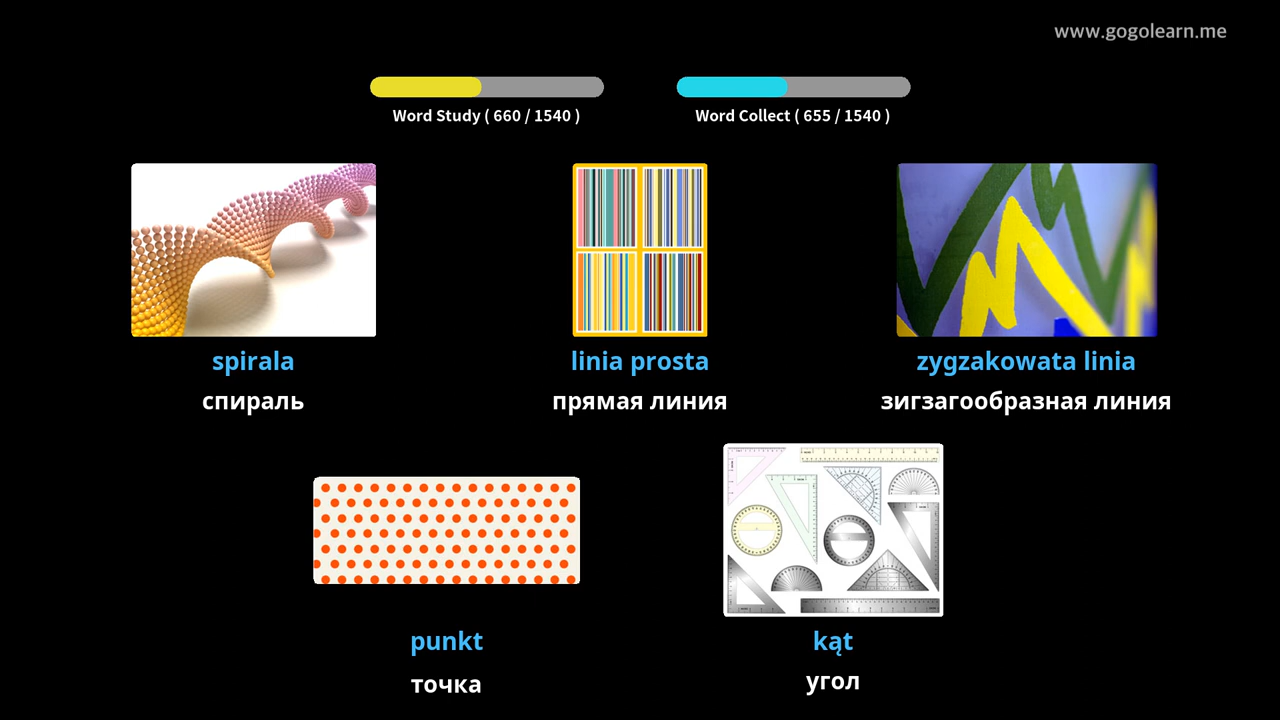 www.gogolearn.me
Word Study ( 660 / 1540 )
Word Collect ( 655 / 1540 )
spirala
linia prosta
zygzakowata linia
спираль
прямая линия
зигзагообразная линия
punkt
kąt
точка
угол